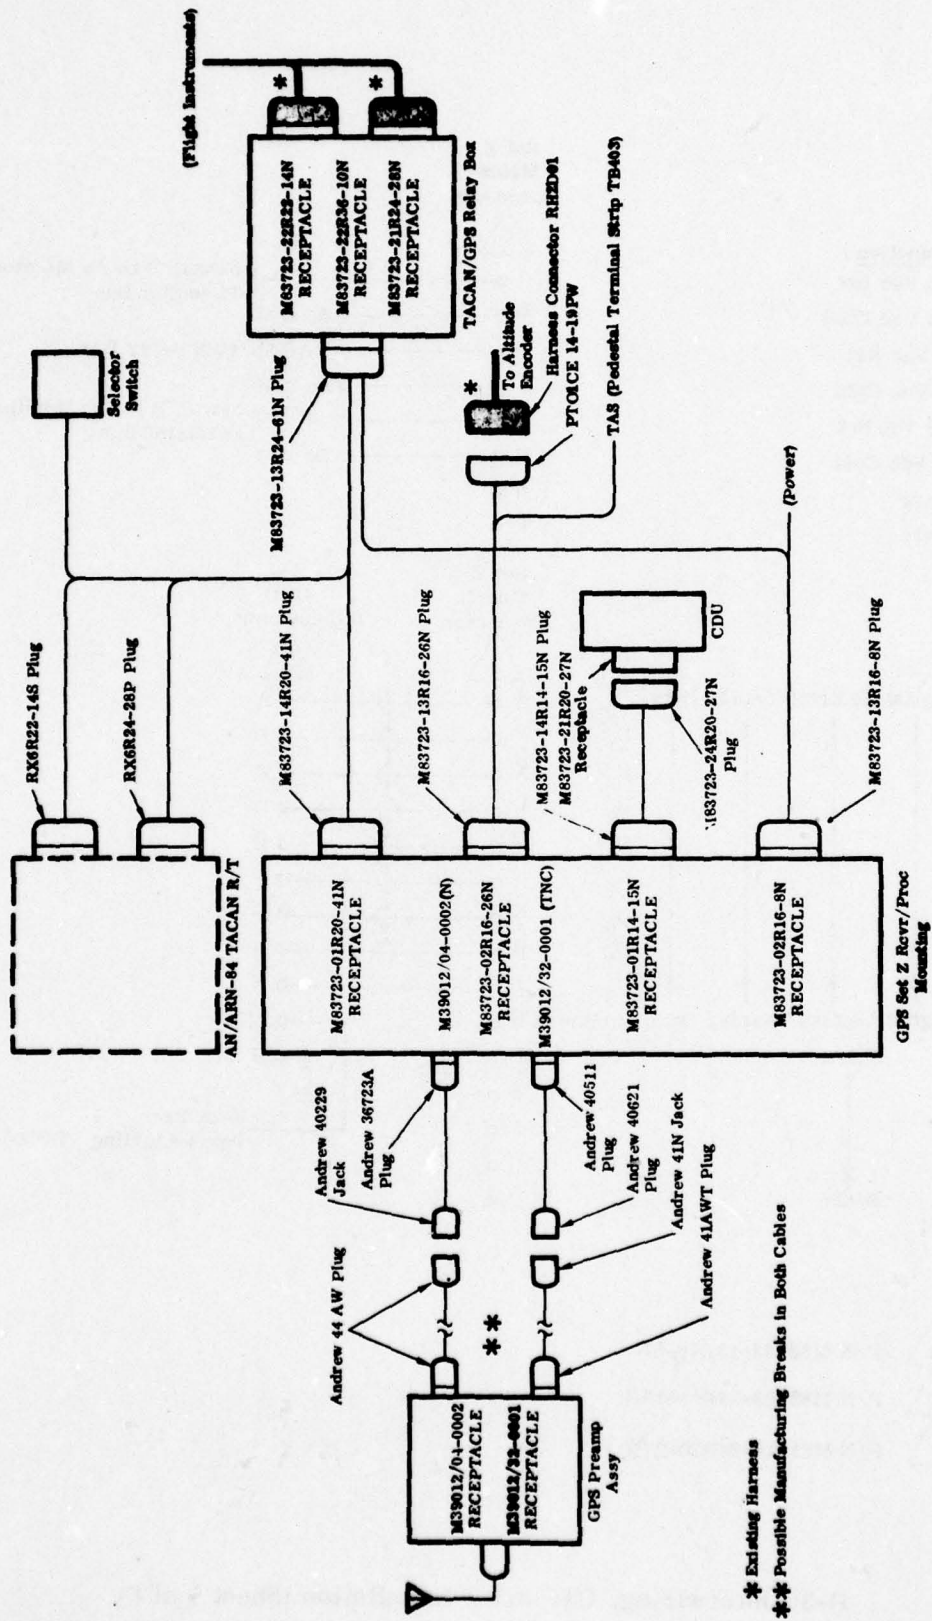 (Flight Instruments)
*
*
M83723-22R22-14N
RECEPTACLE
M83723-22R36-10N
RECEPTACLE
M83723-21R24-28N
RECEPTACLE
TACAN/GPS Relay Box
Selector
Switch
M83723-13R24-61N Plug
*
To Altitude
Encoder
Harness Connector RH2D01
PTOICE 14-19PW
TAS (Pedestal Terminal Strip TB403)
(Power)
RX6R22-14S Plug
RX6R24-28P Plug
M83723-14R20-41N Plug
M83723-13R16-26N Plug
M83723-14R14-15N Plug
M83723-21R20-27N
Receptacle
CDU
M83723-24R20-27N
Plug
M83723-13R16-8N Plug
AN/ARN-84 TACAN R/T
M83723-01R20-41N
RECEPTACLE
M39012/04-0002(N)
M83723-02R16-26N
RECEPTACLE
M39012/32-0001 (TNC)
M83723-01R14-15N
RECEPTACLE
M83723-02R16-8N
RECEPTACLE
GPS Set Z Rcvr/Proc
Mounting
Andrew 40229
Jack
Andrew 36723A
Plug
Andrew 40511
Plug
Andrew 40621
Plug
Andrew 41N Jack
Andrew 41AWT Plug
Andrew 44 AW Plug
**
M39012/04-0002
RECEPTACLE
M39012/32-0001
RECEPTACLE
GPS Preamp
Assy
* Existing Harness
** Possible Manufacturing Breaks in Both Cables